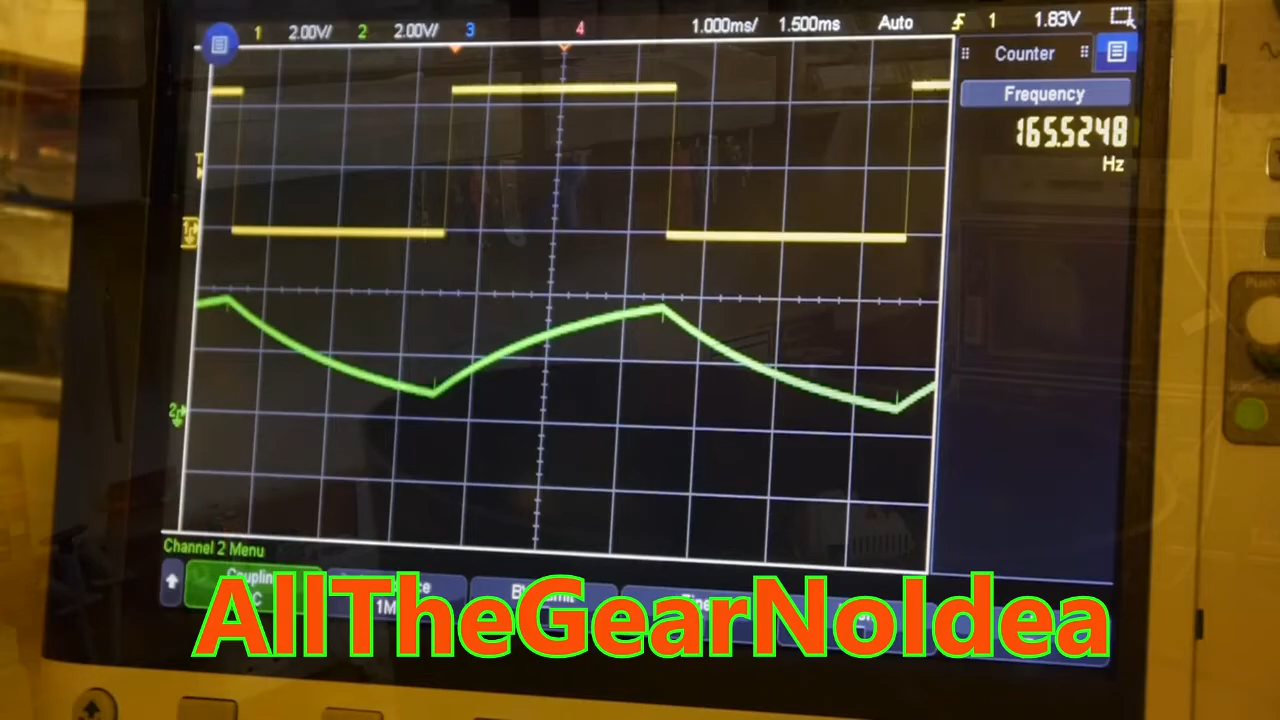 1 2.00V/ 2 2.00V/ 3 4 1.000ms/ 1.500ms Auto 1 1.83V
Counter
Frequency
165.5248
Hz
Channel 2 Menu
AllTheGearNoIdea